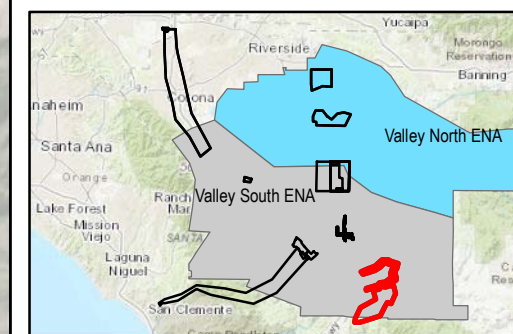 Yucaipa
Riverside
Morongo
Reservation
Banning
naheim
Corona
Santa Ana
Valley North ENA
Orange
Valley South ENA
Lake Forest
Mission
Viejo
Laguna
Niguel
San Clemente